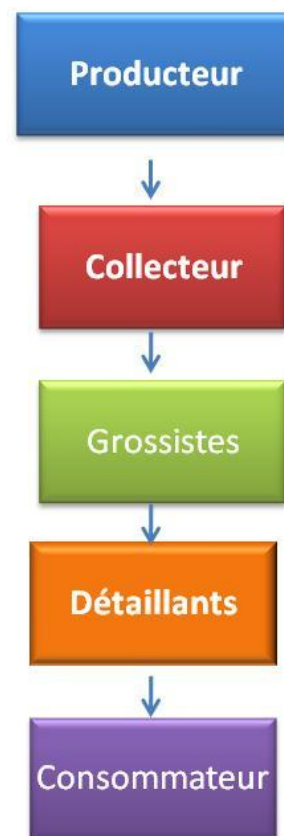 Producteur
Collecteur
Grossistes
Détaillants
Consommateur